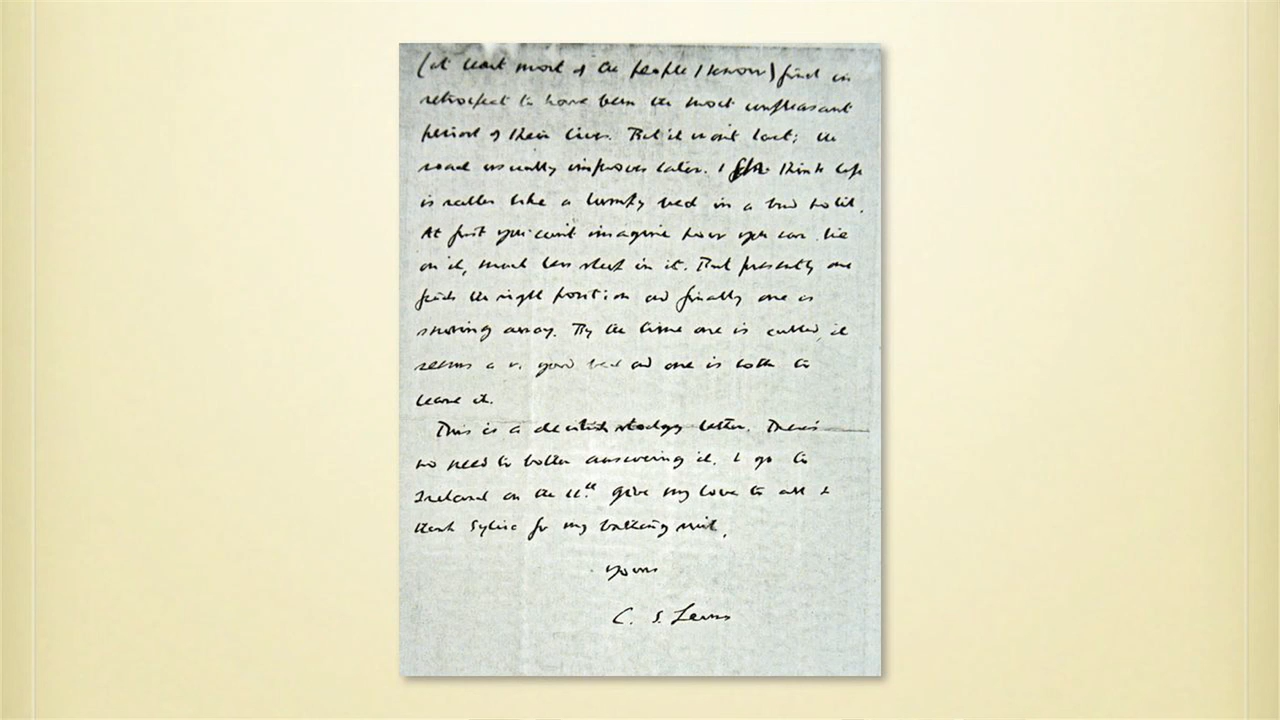 (at least most of the people I know) find in
retrospect to have been the most unpleasant
period of their lives. But it won't last; the
road usually improves later. I think life
is rather like a lumpy bed in a bad hotel.
At first you can't imagine how you can lie
on it, much less sleep in it. But presently one
finds the right position and finally one is
snoring away. By the time one is called, it
seems a v. good bed and one is loth to
leave it.
This is a devilish stodgy letter. There's
no need to bother answering it. I go to
Ireland on the 11th. Give my love to all &
thank Sylvia for my bathing suit.
Yours
C. S. Lewis